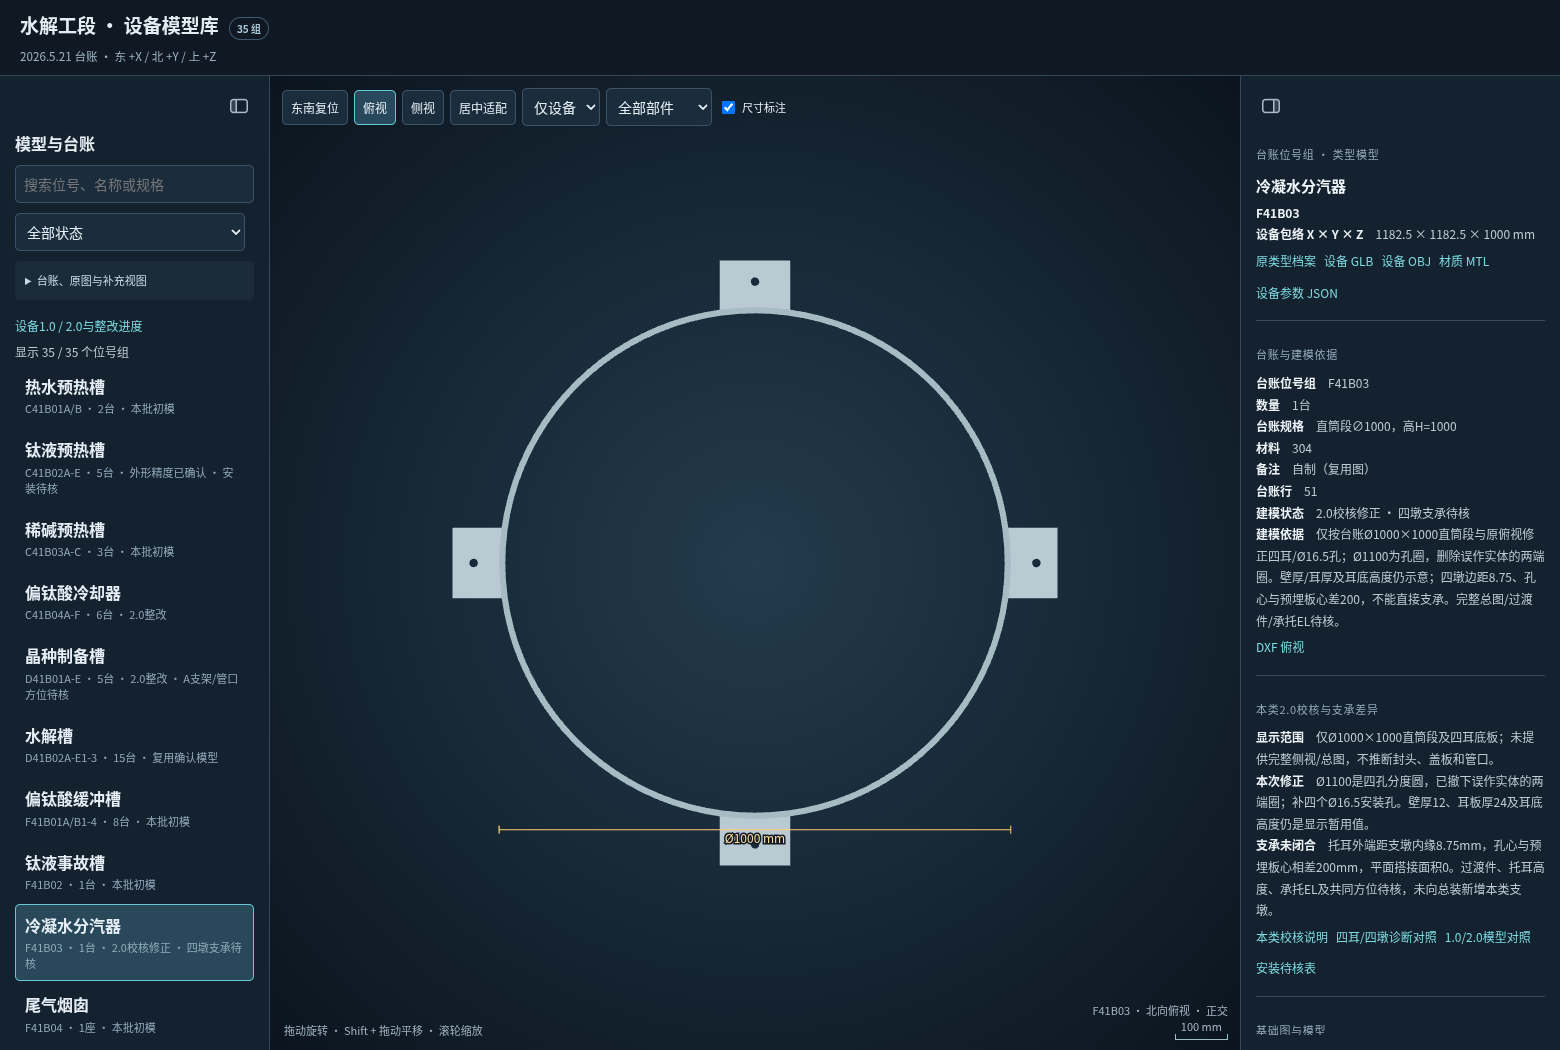 水解工段 · 设备模型库 35 组
2026.5.21 台账 · 东 +X / 北 +Y / 上 +Z
模型与台账
搜索位号、名称或规格
全部状态
▸ 台账、原图与补充视图
设备1.0 / 2.0与整改进度
显示 35 / 35 个位号组
热水预热槽
C41B01A/B · 2台 · 本批初模
钛液预热槽
C41B02A-E · 5台 · 外形精度已确认 · 安
装待核
稀碱预热槽
C41B03A-C · 3台 · 本批初模
偏钛酸冷却器
C41B04A-F · 6台 · 2.0整改
晶种制备槽
D41B01A-E · 5台 · 2.0整改 · A支架/管口
方位待核
水解槽
D41B02A-E1-3 · 15台 · 复用确认模型
偏钛酸缓冲槽
F41B01A/B1-4 · 8台 · 本批初模
钛液事故槽
F41B02 · 1台 · 本批初模
冷凝水分汽器
F41B03 · 1台 · 2.0校核修正 · 四墩支承待
核
尾气烟囱
F41B04 · 1座 · 本批初模
东南复位 俯视 侧视 居中适配 仅设备 全部部件 尺寸标注
Ø1000 mm
拖动旋转 · Shift + 拖动平移 · 滚轮缩放
F41B03 · 北向俯视 · 正交
100 mm
台账位号组 · 类型模型
冷凝水分汽器
F41B03
设备包络 X × Y × Z 1182.5 × 1182.5 × 1000 mm
原类型档案 设备 GLB 设备 OBJ 材质 MTL
设备参数 JSON
台账与建模依据
台账位号组 F41B03
数量 1台
台账规格 直筒段∅1000，高H=1000
材料 304
备注 自制（复用图）
台账行 51
建模状态 2.0校核修正 · 四墩支承待核
建模依据 仅按台账Ø1000×1000直筒段与原俯视修
正四耳/Ø16.5孔；Ø1100为孔圈，删除误作实体的两端
圈。壁厚/耳厚及耳底高度仍示意；四墩边距8.75、孔
心与预埋板心差200，不能直接支承。完整总图/过渡
件/承托EL待核。
DXF 俯视
本类2.0校核与支承差异
显示范围 仅Ø1000×1000直筒段及四耳底板；未提
供完整侧视/总图，不推断封头、盖板和管口。
本次修正 Ø1100是四孔分度圆，已撤下误作实体的两
端圈；补四个Ø16.5安装孔。壁厚12、耳板厚24及耳底
高度仍是显示暂用值。
支承未闭合 托耳外端距支墩内缘8.75mm，孔心与预
埋板心相差200mm，平面搭接面积0。过渡件、托耳高
度、承托EL及共同方位待核，未向总装新增本类支
墩。
本类校核说明 四耳/四墩诊断对照 1.0/2.0模型对照
安装待核表
基础图与模型